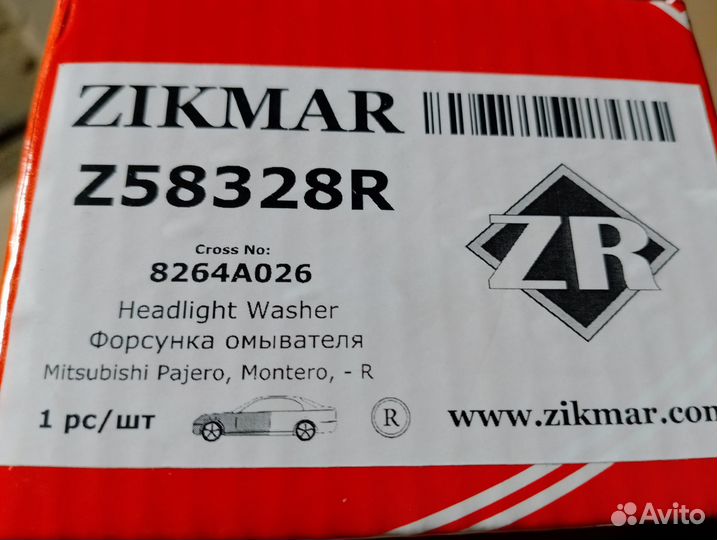 ZIKMAR
Z58328R
Cross No:
8264A026
Headlight Washer
Форсунка омывателя
Mitsubishi Pajero, Montero, - R
1 pc/шт
R
ZR
www.zikmar.com
Avito